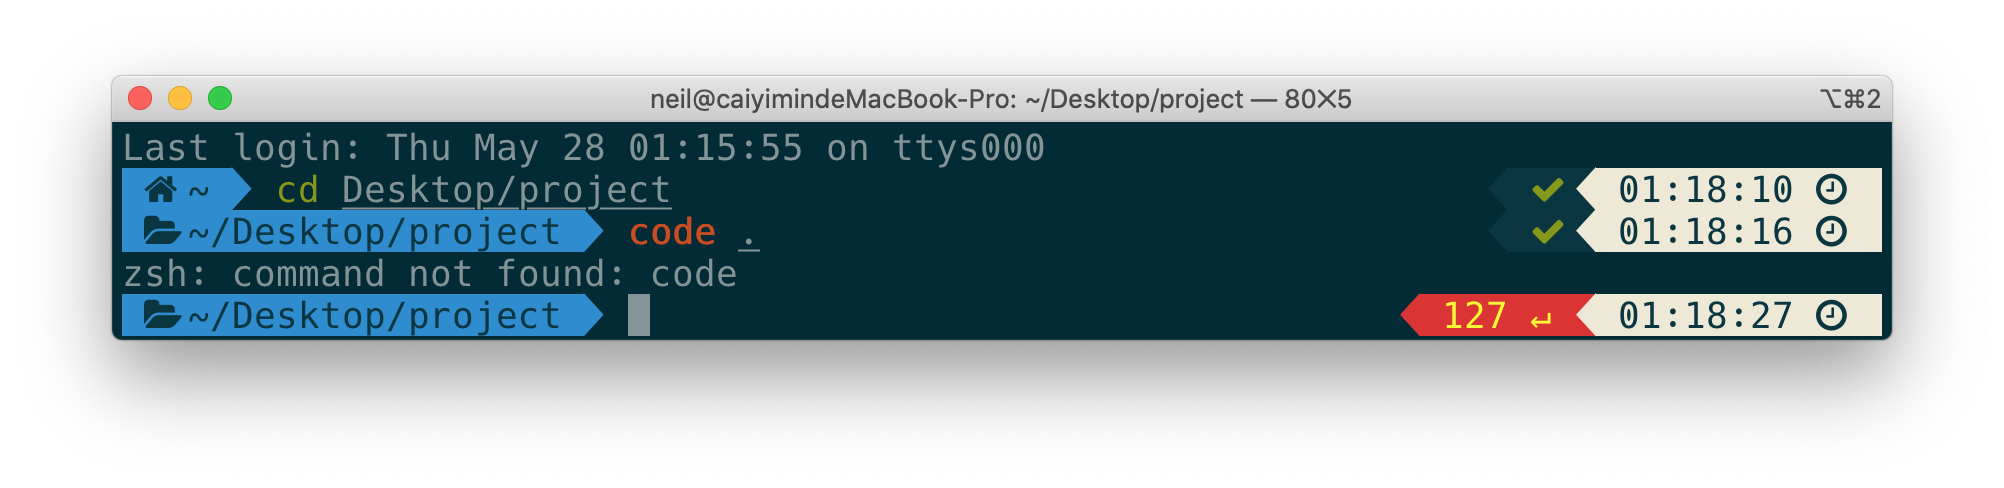 neil@caiyimindeMacBook-Pro: ~/Desktop/project — 80✕5 ⌥⌘2
Last login: Thu May 28 01:15:55 on ttys000
~ cd Desktop/project ✔ 01:18:10
~/Desktop/project code . ✔ 01:18:16
zsh: command not found: code
~/Desktop/project 127 ↵ 01:18:27